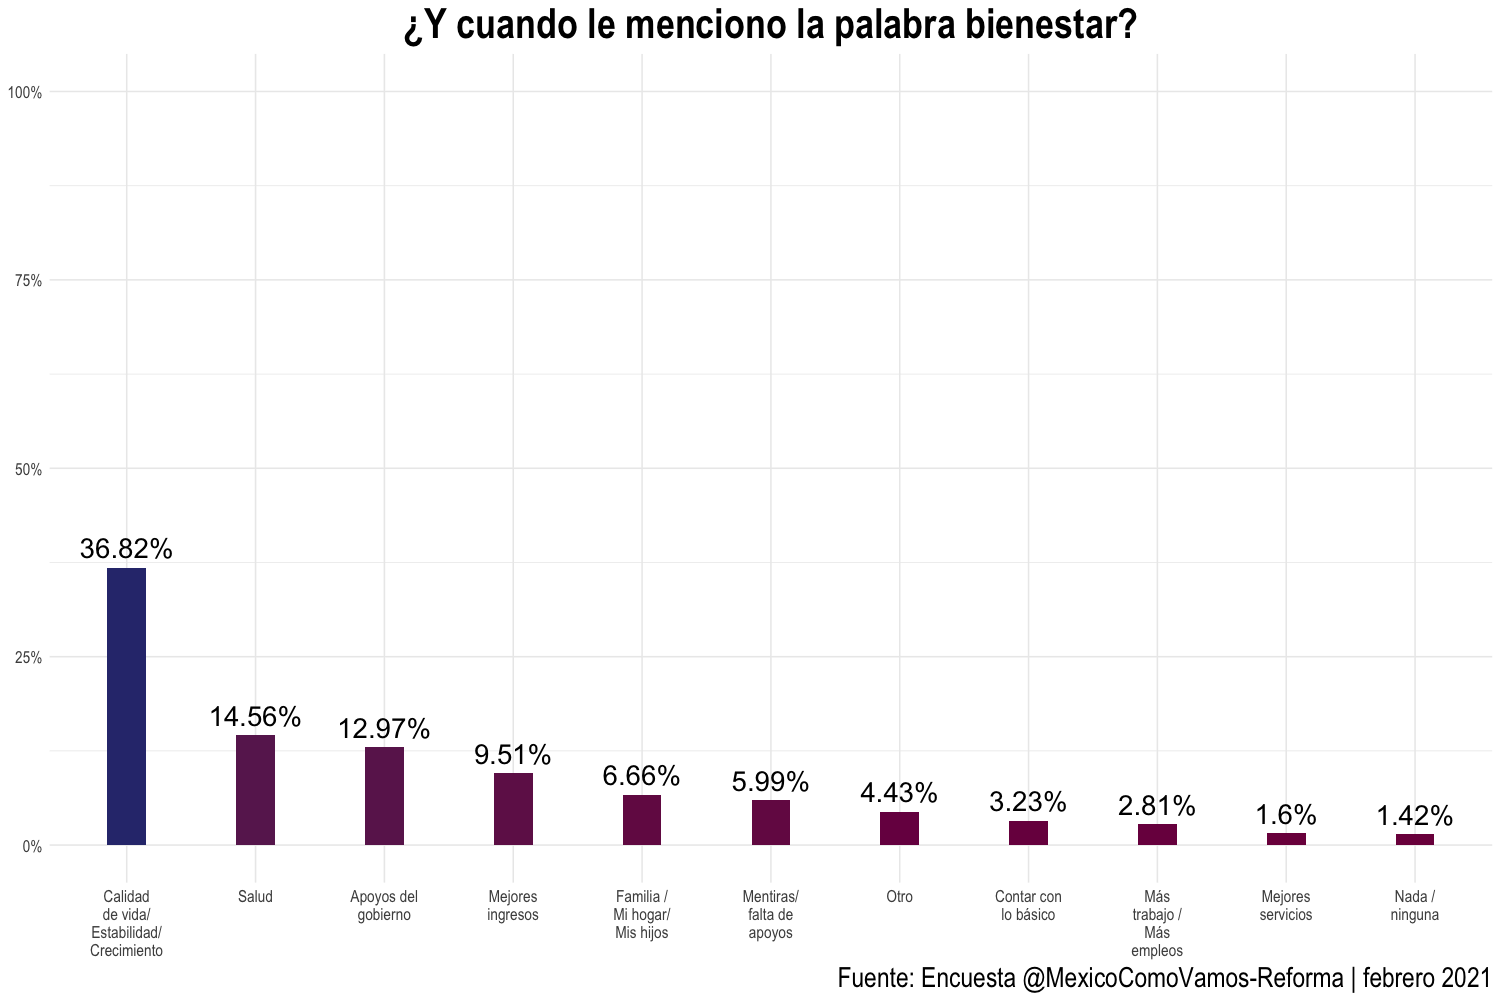 ¿Y cuando le menciono la palabra bienestar?
100%
75%
50%
25%
0%
36.82%
14.56%
12.97%
9.51%
6.66%
5.99%
4.43%
3.23%
2.81%
1.6%
1.42%
Calidad
de vida/
Estabilidad/
Crecimiento
Salud
Apoyos del
gobierno
Mejores
ingresos
Familia /
Mi hogar/
Mis hijos
Mentiras/
falta de
apoyos
Otro
Contar con
lo básico
Más
trabajo /
Más
empleos
Mejores
servicios
Nada /
ninguna
Fuente: Encuesta @MexicoComoVamos-Reforma | febrero 2021